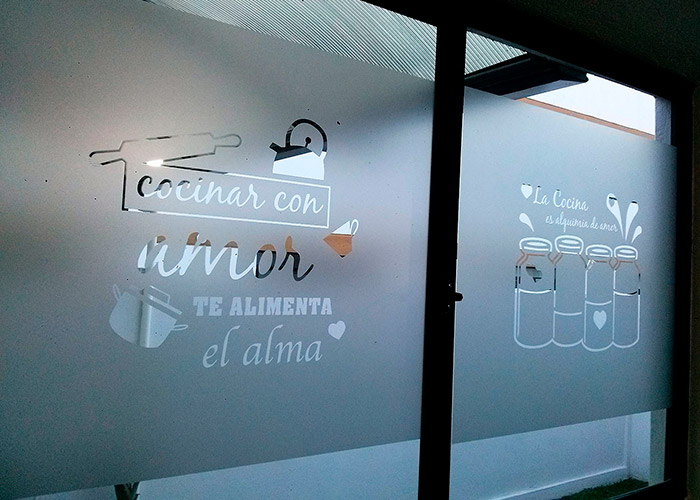 cocinar con
amor
TE ALIMENTA
el alma
La Cocina
es alquimia de amor